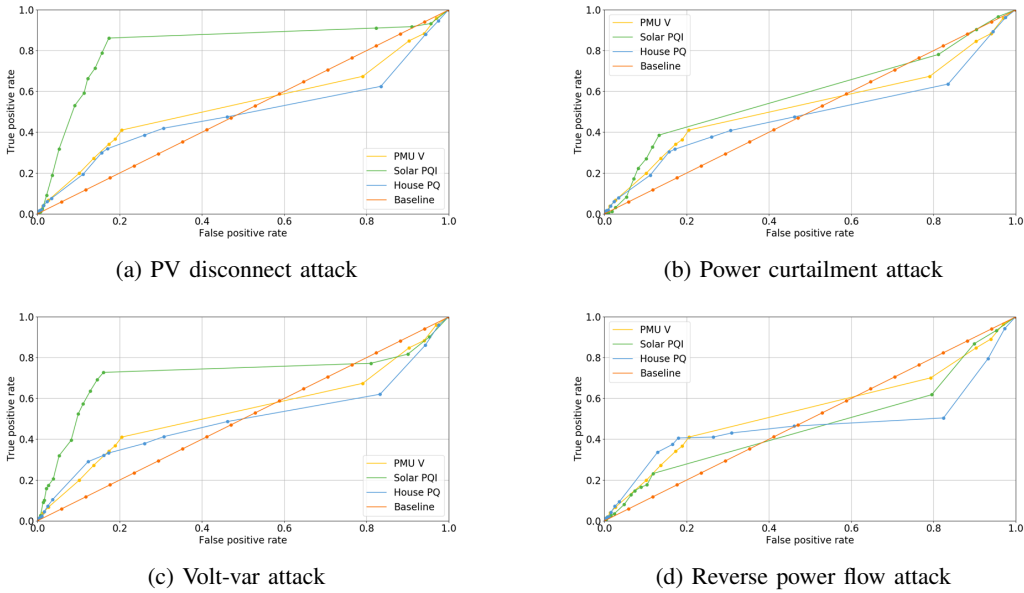 1.0
0.8
0.6
0.4
0.2
0.0
True positive rate
PMU V
Solar PQI
House PQ
Baseline
0.0 0.2 0.4 0.6 0.8 1.0
False positive rate
(a) PV disconnect attack
1.0
0.8
0.6
0.4
0.2
0.0
True positive rate
PMU V
Solar PQI
House PQ
Baseline
0.0 0.2 0.4 0.6 0.8 1.0
False positive rate
(b) Power curtailment attack
1.0
0.8
0.6
0.4
0.2
0.0
True positive rate
PMU V
Solar PQI
House PQ
Baseline
0.0 0.2 0.4 0.6 0.8 1.0
False positive rate
(c) Volt-var attack
1.0
0.8
0.6
0.4
0.2
0.0
True positive rate
PMU V
Solar PQI
House PQ
Baseline
0.0 0.2 0.4 0.6 0.8 1.0
False positive rate
(d) Reverse power flow attack